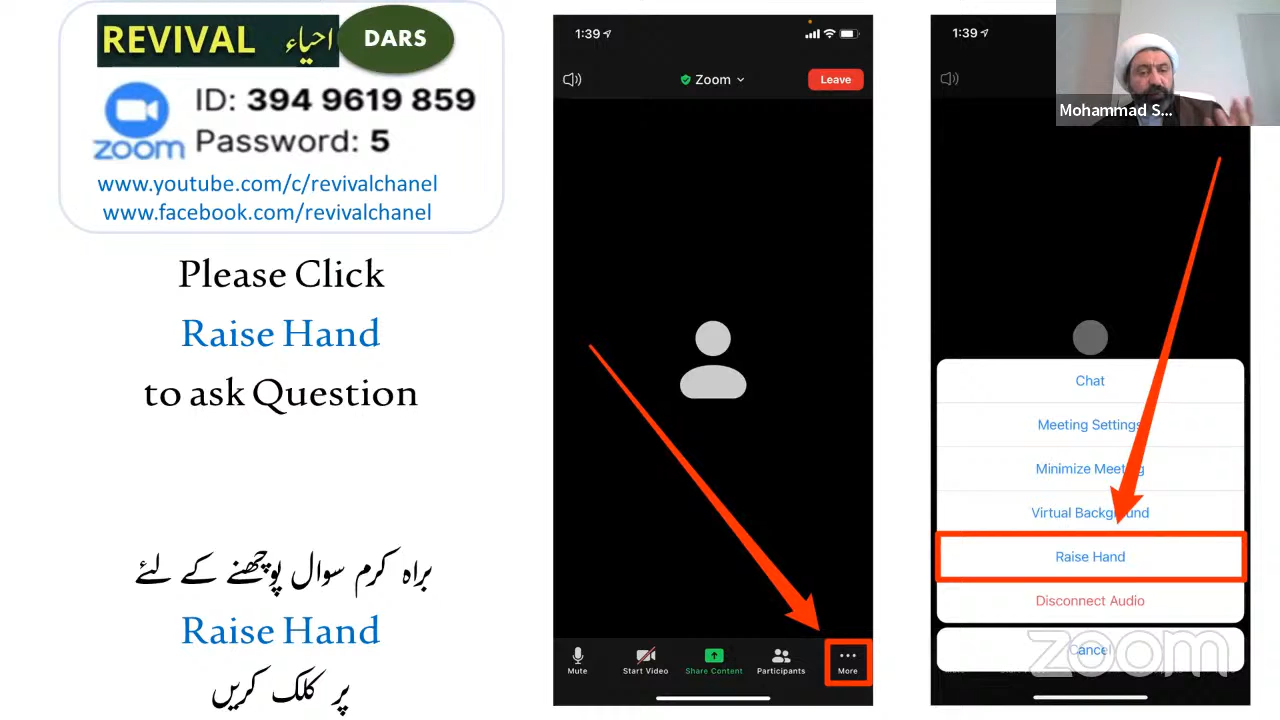 REVIVAL احیاء DARS
zoom
ID: 394 9619 859
Password: 5
www.youtube.com/c/revivalchanel
www.facebook.com/revivalchanel
Please Click
Raise Hand
to ask Question
براہ کرم سوال پوچھنے کے لئے
Raise Hand
پر کلک کریں
1:39
Zoom
Leave
Mute
Start Video
Share Content
Participants
More
1:39
Mohammad S...
Chat
Meeting Settings
Minimize Meeting
Virtual Background
Raise Hand
Disconnect Audio
Cancel
zoom